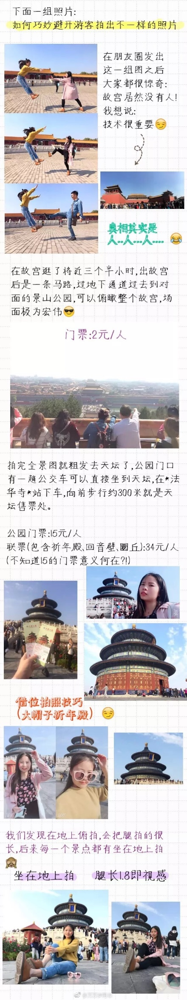 下面一组照片:
如何巧妙避开游客拍出不一样的照片
在朋友圈发出
这一组图之后
大家都很惊奇:
故宫居然没有人!
我想说:
技术很重要😏
真相其实是
人...人....人.....
😂
在故宫逛了将近三个半小时,出故宫
后是一条马路,过地下通道过去到对
面的景山公园,可以俯瞰整个故宫,场
面极为宏伟😎
门票:2元/人
拍完全景图就粗发去天坛了,公园门口
有一趟公交车可以直接坐到天坛,在*法
华寺*站下车,向前步行约300米就是天
坛售票处。
公园门票:15元/人
联票(包含祈年殿、回音壁、圜丘):34元/人
(不知道15的门票意义何在?!)
借位拍照技巧
(大帽子祈年殿) 😏
我们发现在地上俯拍,会把腿拍的很
长,后来每一个景点都有坐在地上拍
🙈
坐在地上拍 腿长1.8即视感